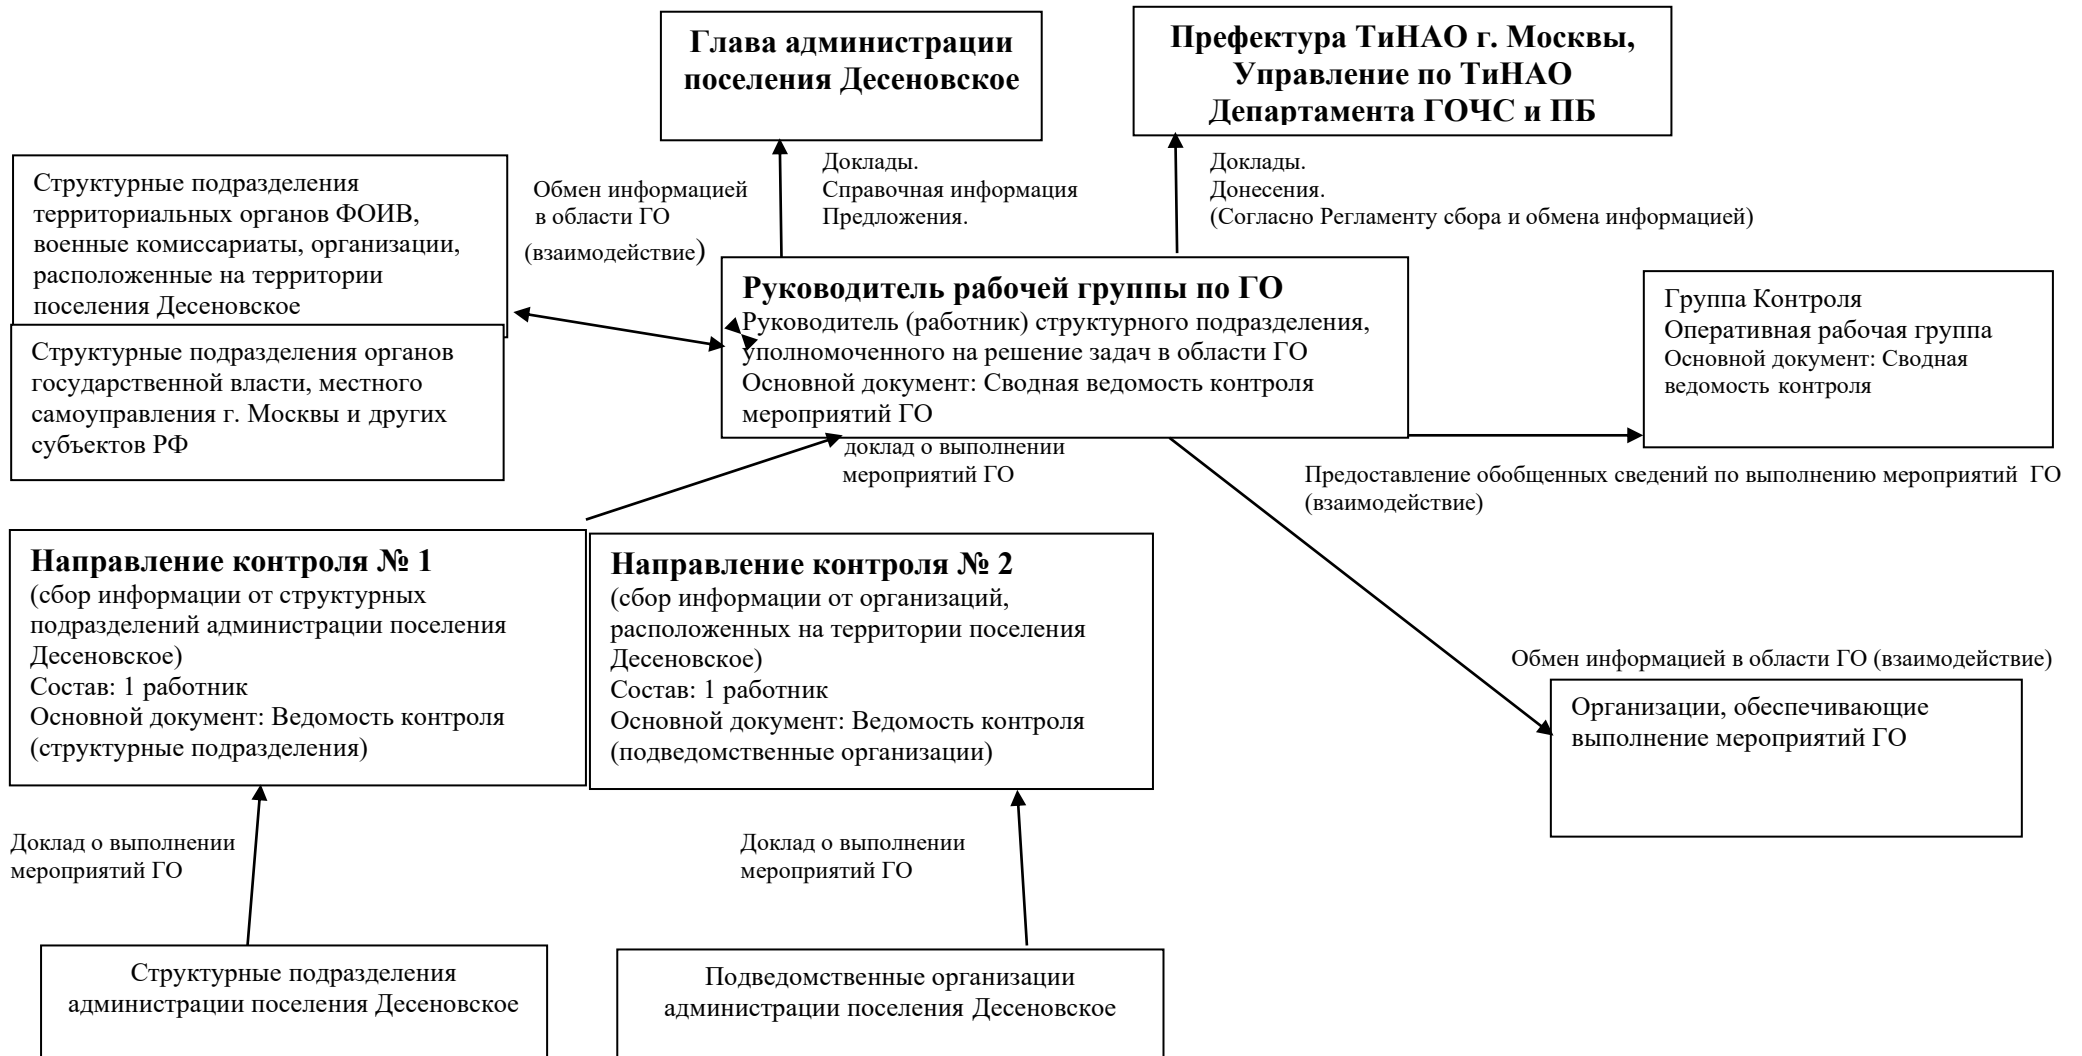 Глава администрации
поселения Десеновское
Префектура ТиНАО г. Москвы,
Управление по ТиНАО
Департамента ГОЧС и ПБ
Структурные подразделения
территориальных органов ФОИВ,
военные комиссариаты, организации,
расположенные на территории
поселения Десеновское
Обмен информацией
в области ГО
(взаимодействие)
Доклады.
Справочная информация
Предложения.
Доклады.
Донесения.
(Согласно Регламенту сбора и обмена информацией)
Структурные подразделения органов
государственной власти, местного
самоуправления г. Москвы и других
субъектов РФ
Руководитель рабочей группы по ГО
Руководитель (работник) структурного подразделения,
уполномоченного на решение задач в области ГО
Основной документ: Сводная ведомость контроля
мероприятий ГО
Группа Контроля
Оперативная рабочая группа
Основной документ: Сводная
ведомость контроля
доклад о выполнении
мероприятий ГО
Предоставление обобщенных сведений по выполнению мероприятий ГО
(взаимодействие)
Направление контроля № 1
(сбор информации от структурных
подразделений администрации поселения
Десеновское)
Состав: 1 работник
Основной документ: Ведомость контроля
(структурные подразделения)
Направление контроля № 2
(сбор информации от организаций,
расположенных на территории поселения
Десеновское)
Состав: 1 работник
Основной документ: Ведомость контроля
(подведомственные организации)
Обмен информацией в области ГО (взаимодействие)
Организации, обеспечивающие
выполнение мероприятий ГО
Доклад о выполнении
мероприятий ГО
Доклад о выполнении
мероприятий ГО
Структурные подразделения
администрации поселения Десеновское
Подведомственные организации
администрации поселения Десеновское